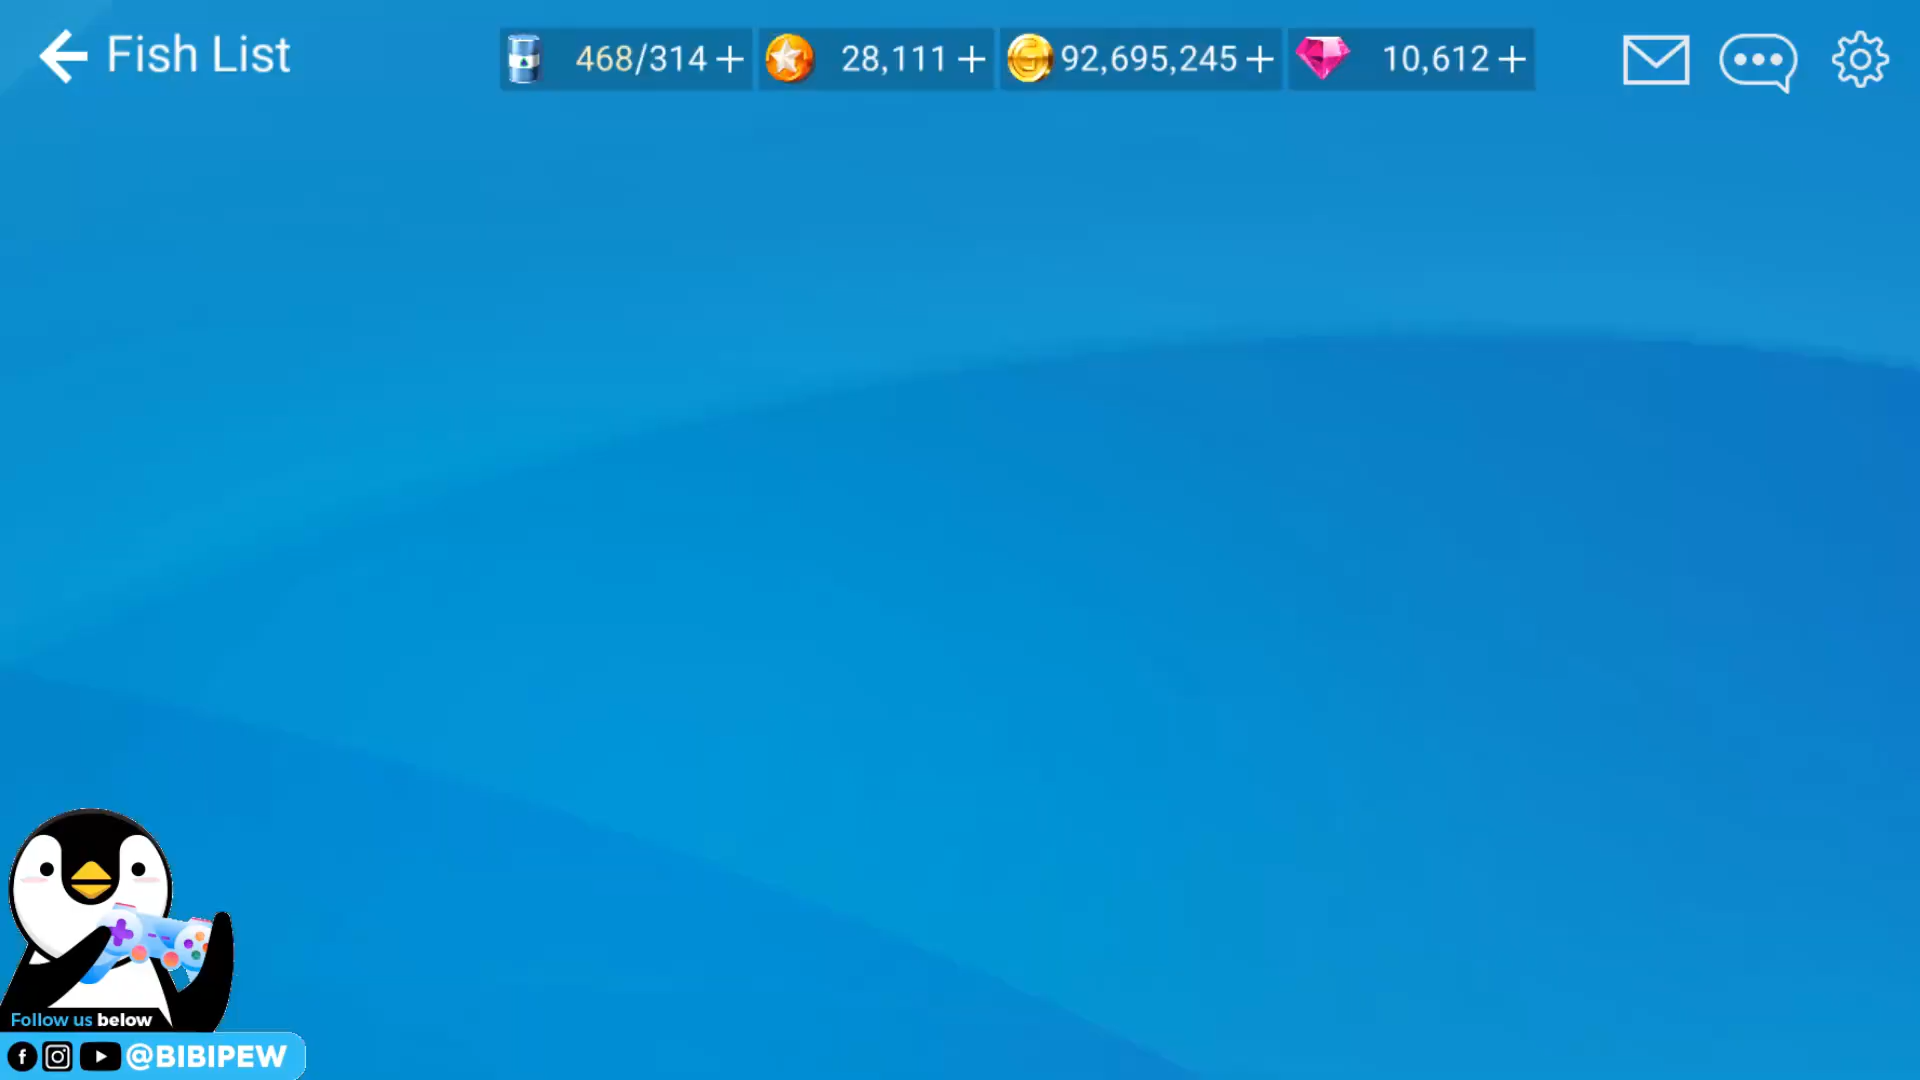 Fish List
468/314 +
28,111 +
92,695,245 +
10,612 +
Follow us below
@BIBIPEW